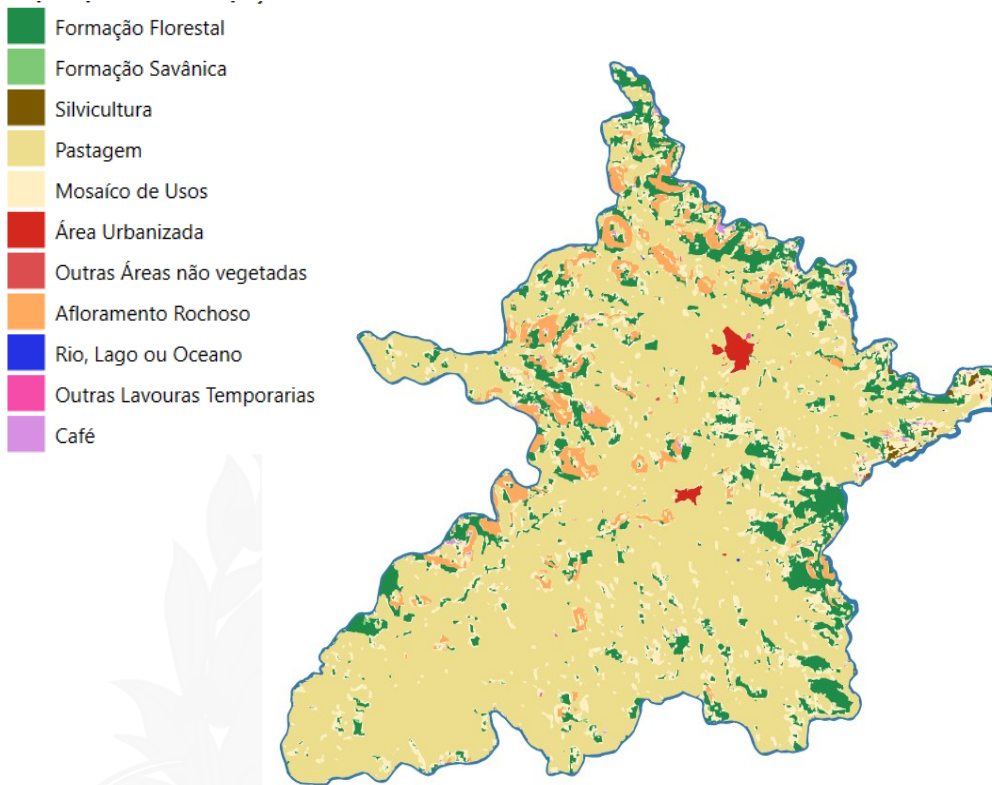 Formação Florestal
Formação Savânica
Silvicultura
Pastagem
Mosaíco de Usos
Área Urbanizada
Outras Áreas não vegetadas
Afloramento Rochoso
Rio, Lago ou Oceano
Outras Lavouras Temporarias
Café